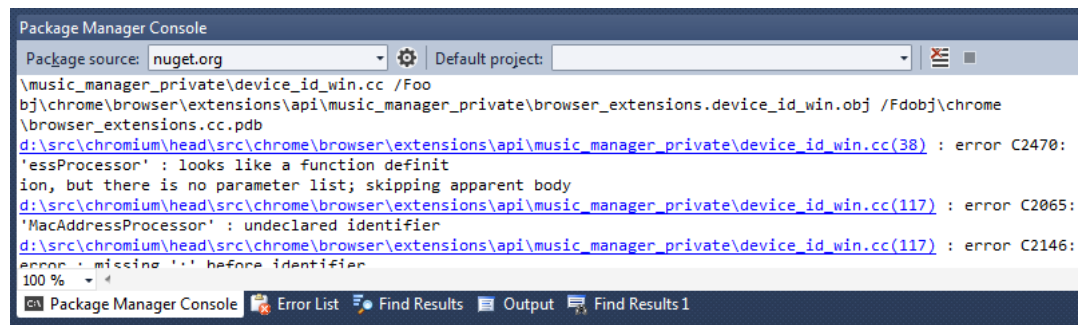 Package Manager Console
Package source: nuget.org Default project:
\music_manager_private\device_id_win.cc /Foo
bj\chrome\browser\extensions\api\music_manager_private\browser_extensions.device_id_win.obj /Fdobj\chrome
\browser_extensions.cc.pdb
d:\src\chromium\head\src\chrome\browser\extensions\api\music_manager_private\device_id_win.cc(38) : error C2470:
'essProcessor' : looks like a function definit
ion, but there is no parameter list; skipping apparent body
d:\src\chromium\head\src\chrome\browser\extensions\api\music_manager_private\device_id_win.cc(117) : error C2065:
'MacAddressProcessor' : undeclared identifier
d:\src\chromium\head\src\chrome\browser\extensions\api\music_manager_private\device_id_win.cc(117) : error C2146:
error : missing ';' before identifier
100 %
Package Manager Console Error List Find Results Output Find Results 1